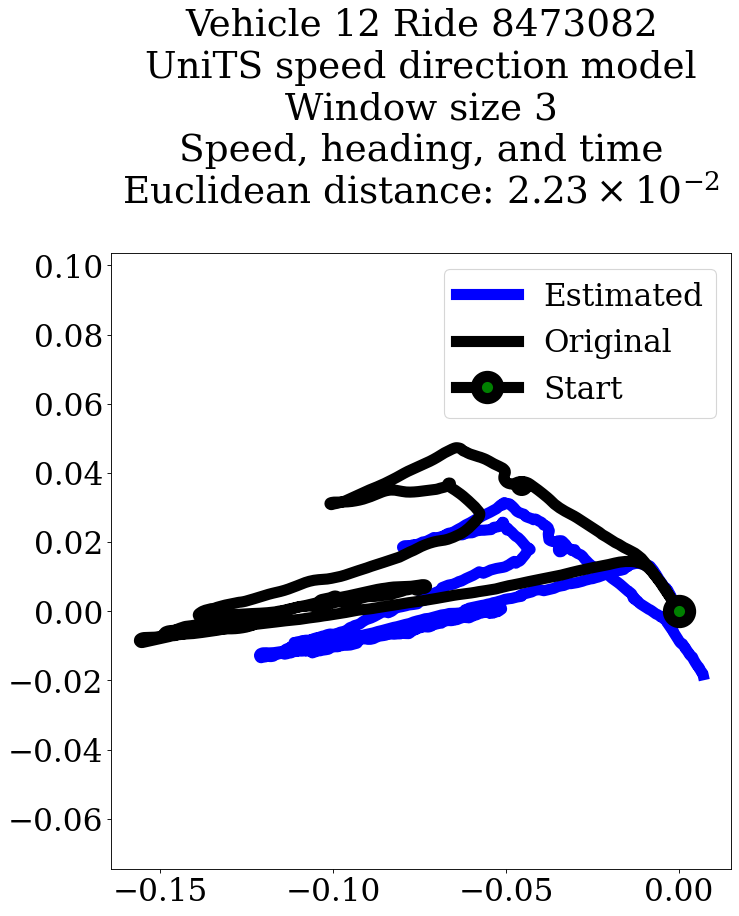 Vehicle 12 Ride 8473082
UniTS speed direction model
Window size 3
Speed, heading, and time
Euclidean distance: 2.23 × 10⁻²
Estimated
Original
Start
0.10
0.08
0.06
0.04
0.02
0.00
−0.02
−0.04
−0.06
−0.15
−0.10
−0.05
0.00